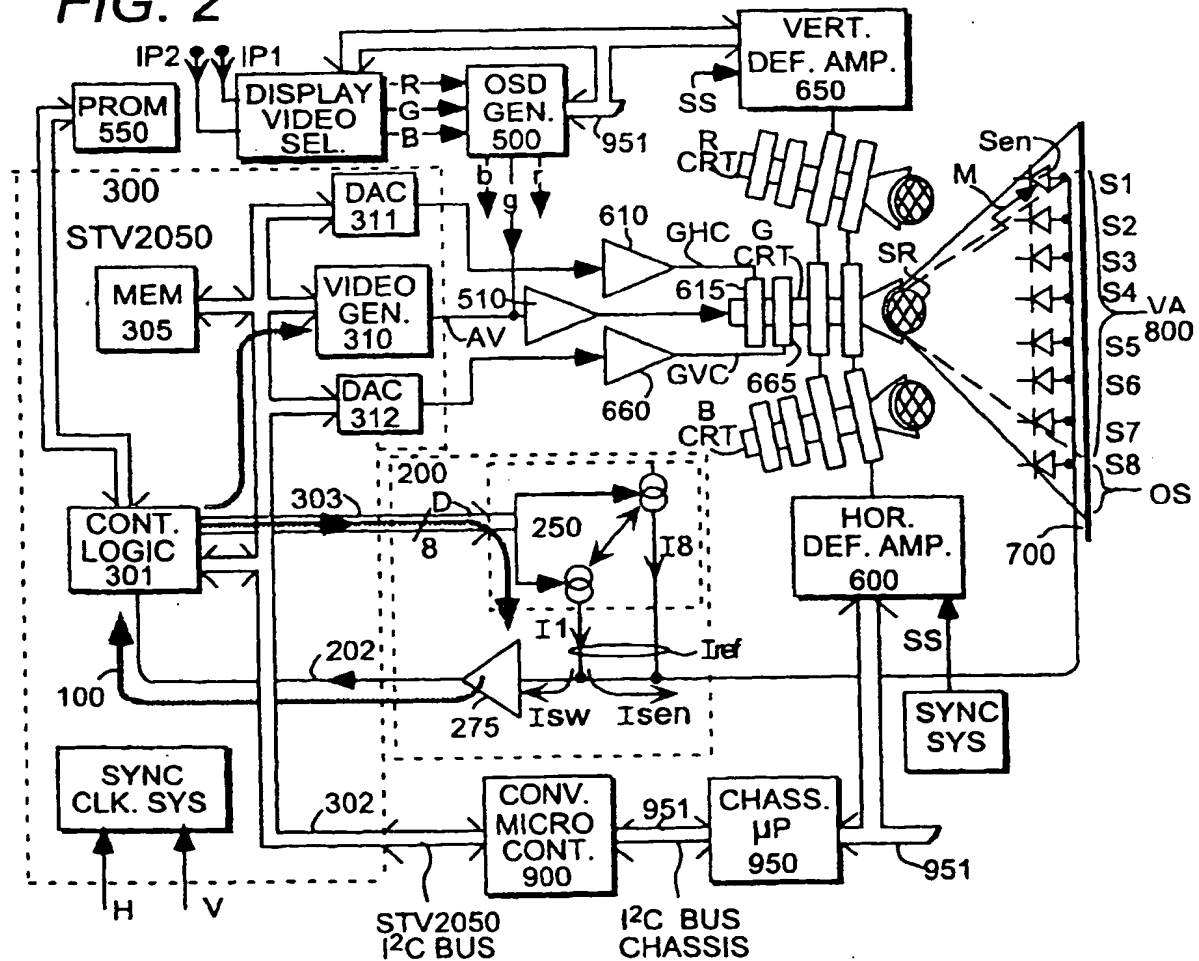 FIG. 2
IP2
IP1
PROM
550
DISPLAY
VIDEO
SEL.
R
G
B
OSD
GEN.
500
951
VERT.
DEF. AMP.
650
SS
b
g
r
300
STV2050
DAC
311
MEM
305
VIDEO
GEN.
310
AV
DAC
312
510
610
GHC
660
GVC
R
CRT
G
CRT
615
665
B
CRT
SR
M
Sen
S1
S2
S3
S4
S5
S6
S7
S8
VA
800
OS
700
200
CONT.
LOGIC
301
303
D
8
250
I8
I1
Iref
202
100
275
Isw
Isen
HOR.
DEF. AMP.
600
SS
SYNC
SYS
SYNC
CLK. SYS
H
V
302
CONV.
MICRO
CONT.
900
951
CHASS.
µP
950
951
STV2050
I²C BUS
I²C BUS
CHASSIS